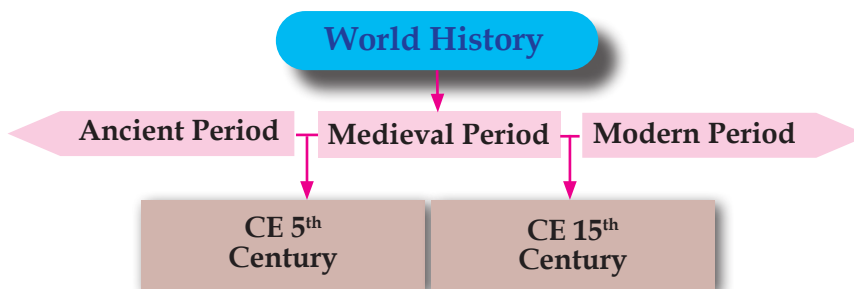 World History
Ancient Period
Medieval Period
Modern Period
CE 5th
Century
CE 15th
Century